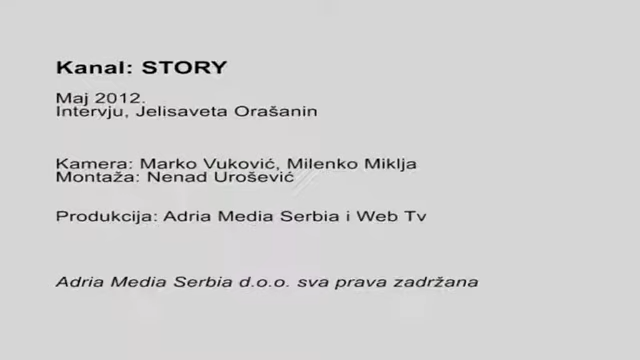 Kanal: STORY
Maj 2012.
Intervju, Jelisaveta Orašanin
Kamera: Marko Vuković, Milenko Miklja
Montaža: Nenad Urošević
Produkcija: Adria Media Serbia i Web Tv
Adria Media Serbia d.o.o. sva prava zadržana